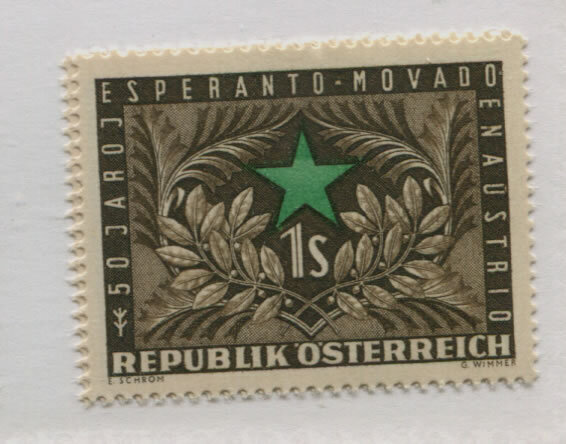 50 JAROJ
ESPERANTO-MOVADO
EN AUSTRIO
1S
REPUBLIK ÖSTERREICH
E. SCHROM
G. WIMMER